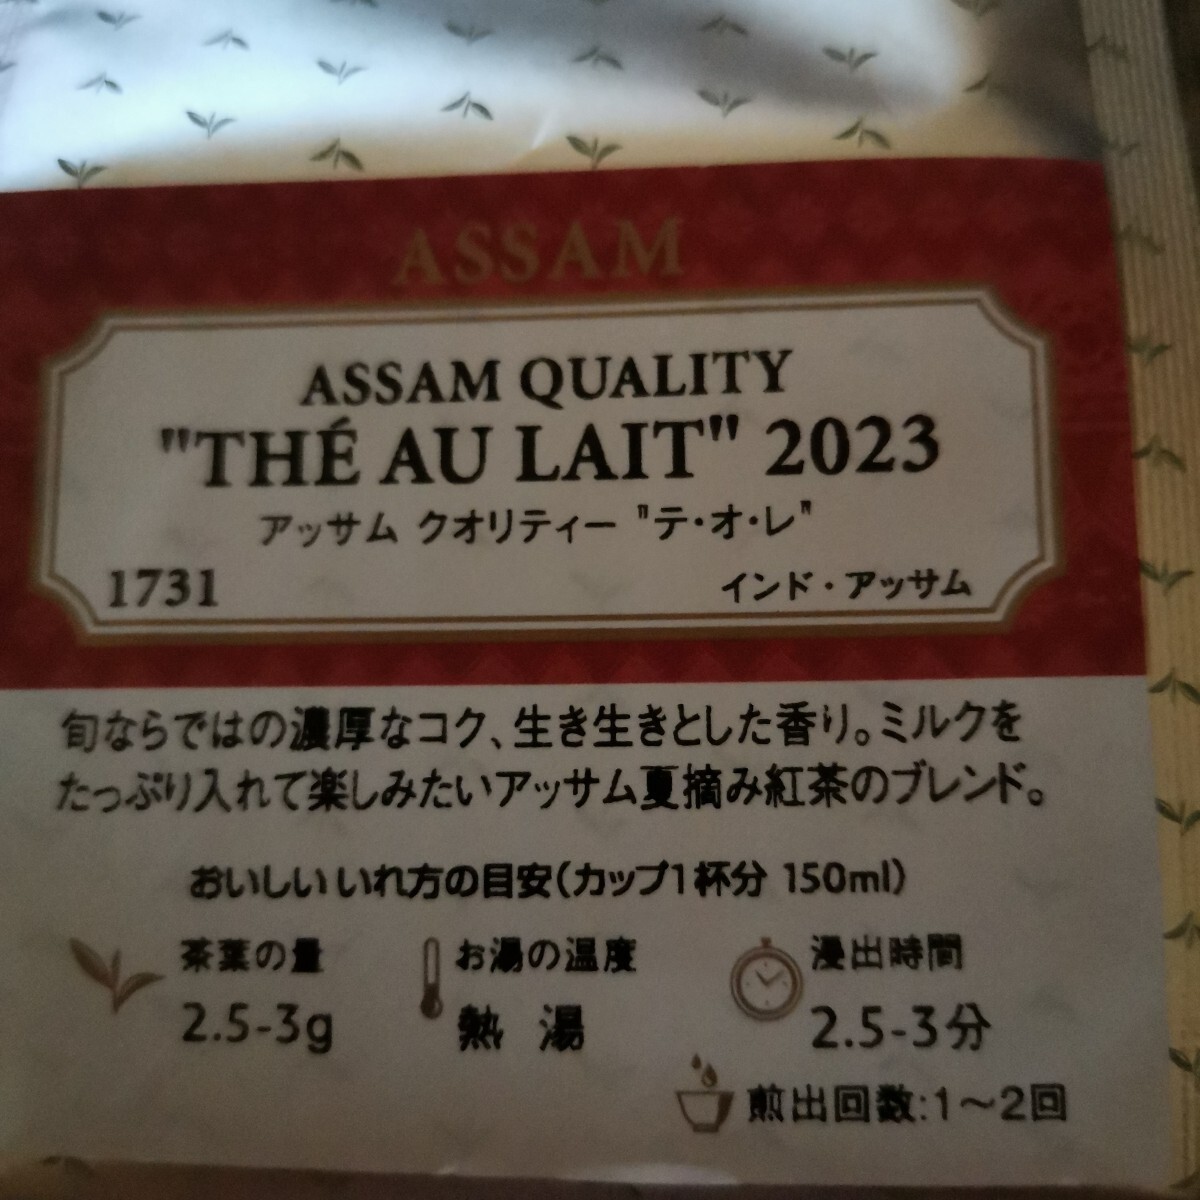 ASSAM
ASSAM QUALITY
"THÉ AU LAIT" 2023
アッサム クオリティー "テ・オ・レ"
1731
インド・アッサム
旬ならではの濃厚なコク、生き生きとした香り。ミルクを
たっぷり入れて楽しみたいアッサム夏摘み紅茶のブレンド。
おいしいいれ方の目安(カップ1杯分 150ml)
茶葉の量
2.5-3g
お湯の温度
熱 湯
浸出時間
2.5-3分
煎出回数:1〜2回